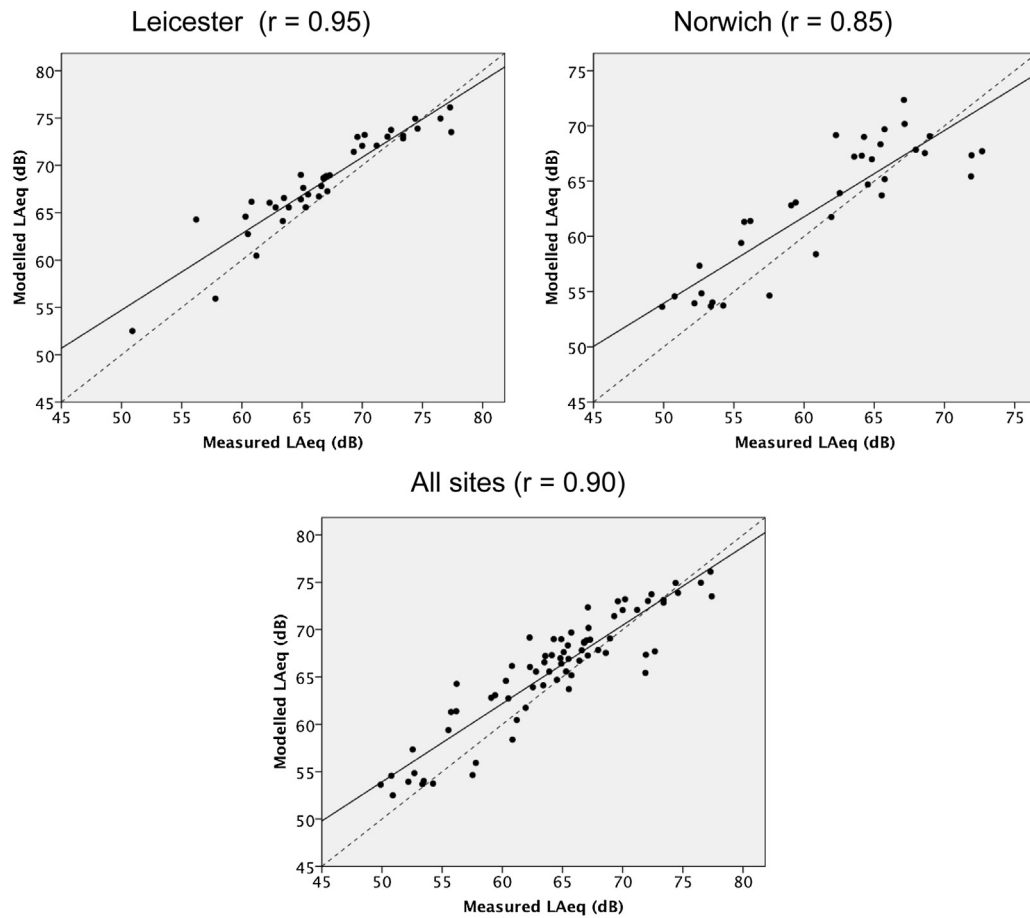 Leicester (r = 0.95)
80
75
70
65
60
55
50
45
Modelled LAeq (dB)
45 50 55 60 65 70 75 80
Measured LAeq (dB)
Norwich (r = 0.85)
75
70
65
60
55
50
45
Modelled LAeq (dB)
45 50 55 60 65 70 75
Measured LAeq (dB)
All sites (r = 0.90)
80
75
70
65
60
55
50
45
Modelled LAeq (dB)
45 50 55 60 65 70 75 80
Measured LAeq (dB)